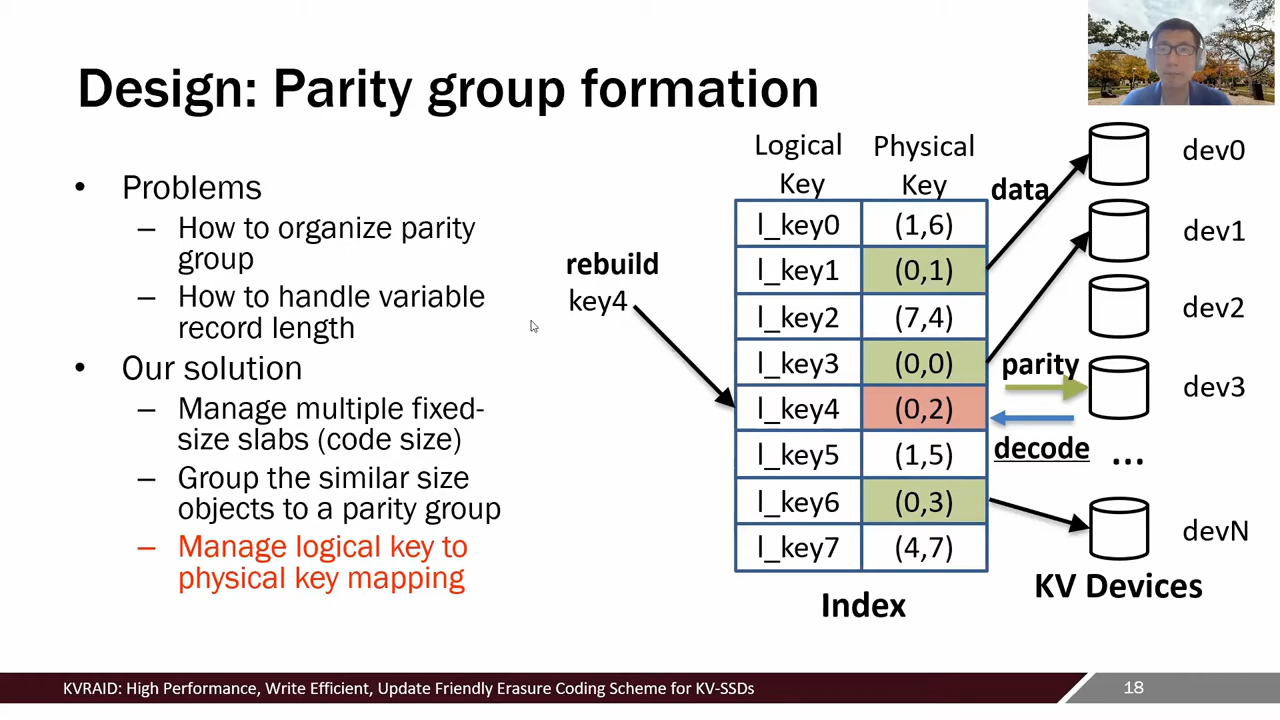 Design: Parity group formation
• Problems
– How to organize parity
group
– How to handle variable
record length
• Our solution
– Manage multiple fixed-
size slabs (code size)
– Group the similar size
objects to a parity group
– Manage logical key to
physical key mapping
rebuild
key4
Logical Physical
Key Key
l_key0 (1,6)
l_key1 (0,1)
l_key2 (7,4)
l_key3 (0,0)
l_key4 (0,2)
l_key5 (1,5)
l_key6 (0,3)
l_key7 (4,7)
Index
data
parity
decode
dev0
dev1
dev2
dev3
...
devN
KV Devices
KVRAID: High Performance, Write Efficient, Update Friendly Erasure Coding Scheme for KV-SSDs
18